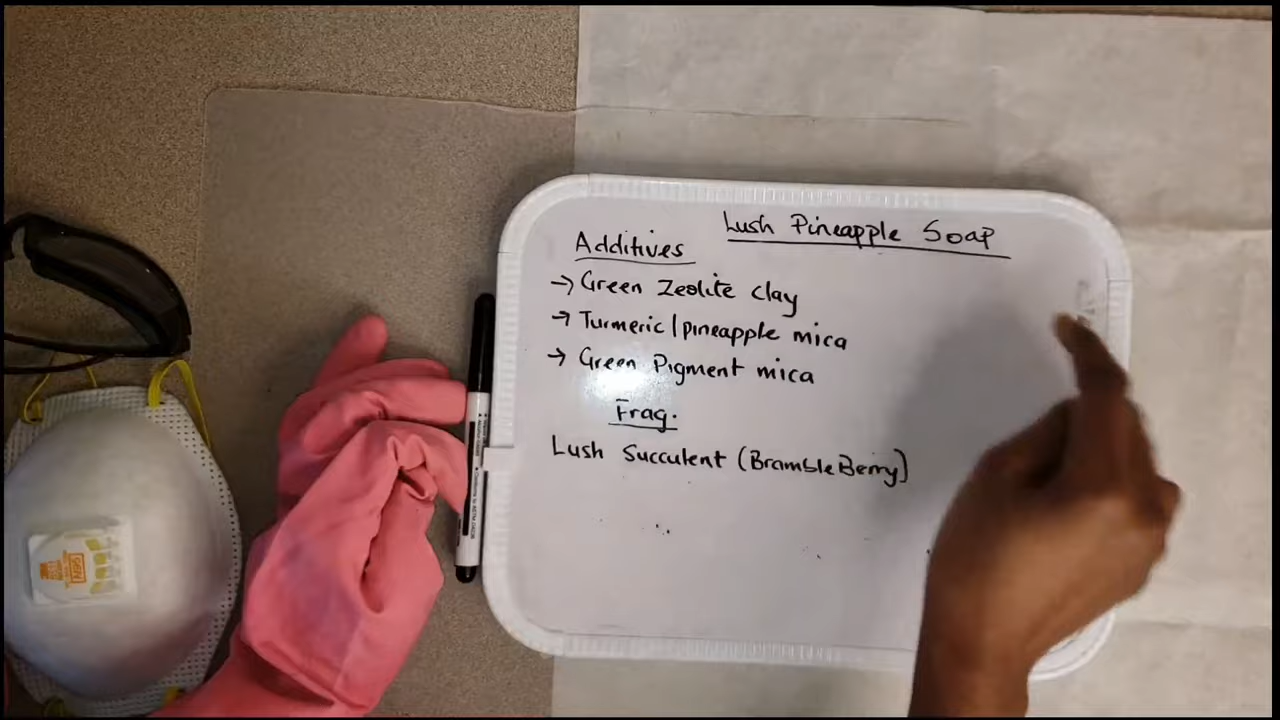 Lush Pineapple Soap
Additives
→ Green Zeolite clay
→ Turmeric/pineapple mica
→ Green Pigment mica
Frag.
Lush Succulent (BrambleBerry)